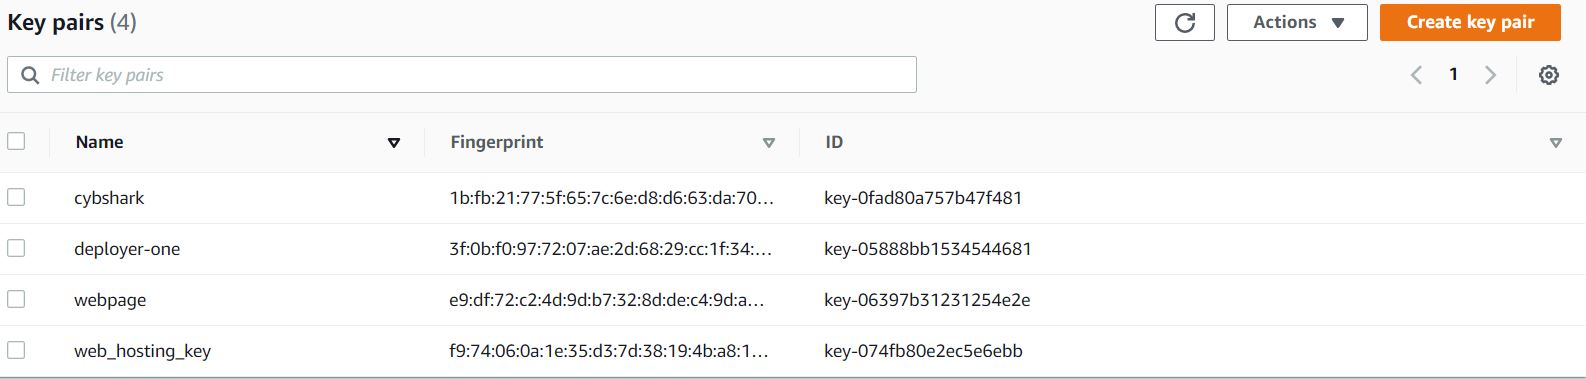 Key pairs (4)
Actions
Create key pair
Filter key pairs
1
Name Fingerprint ID
cybshark 1b:fb:21:77:5f:65:7c:6e:d8:d6:63:da:70... key-0fad80a757b47f481
deployer-one 3f:0b:f0:97:72:07:ae:2d:68:29:cc:1f:34:... key-05888bb1534544681
webpage e9:df:72:c2:4d:9d:b7:32:8d:de:c4:9d:a... key-06397b31231254e2e
web_hosting_key f9:74:06:0a:1e:35:d3:7d:38:19:4b:a8:1... key-074fb80e2ec5e6ebb